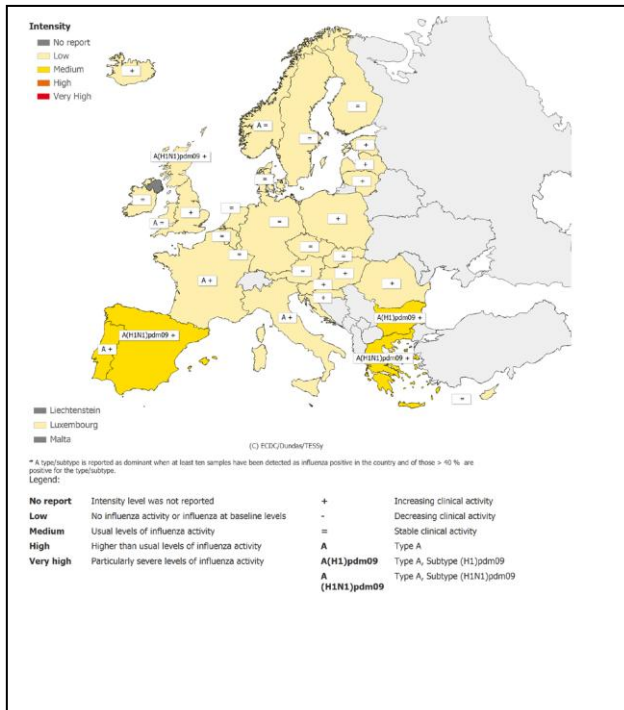 Intensity
No report
Low
Medium
High
Very High
+
A =
=
=
A(H1N1)pdm09 +
+
+
=
=
A =
+
=
=
+
=
=
=
=
=
+
+
+
A +
A +
A(H1)pdm09 +
A(H1N1)pdm09 +
A +
A(H1N1)pdm09 +
=
Liechtenstein
Luxembourg
Malta
(C) ECDC/Dundas/TESSy
* A type/subtype is reported as dominant when at least ten samples have been detected as influenza positive in the country and of those > 40 % are
positive for the type/subtype.
Legend:
No report Intensity level was not reported + Increasing clinical activity
Low No influenza activity or influenza at baseline levels - Decreasing clinical activity
Medium Usual levels of influenza activity = Stable clinical activity
High Higher than usual levels of influenza activity A Type A
Very high Particularly severe levels of influenza activity A(H1)pdm09 Type A, Subtype (H1)pdm09
A
(H1N1)pdm09 Type A, Subtype (H1N1)pdm09